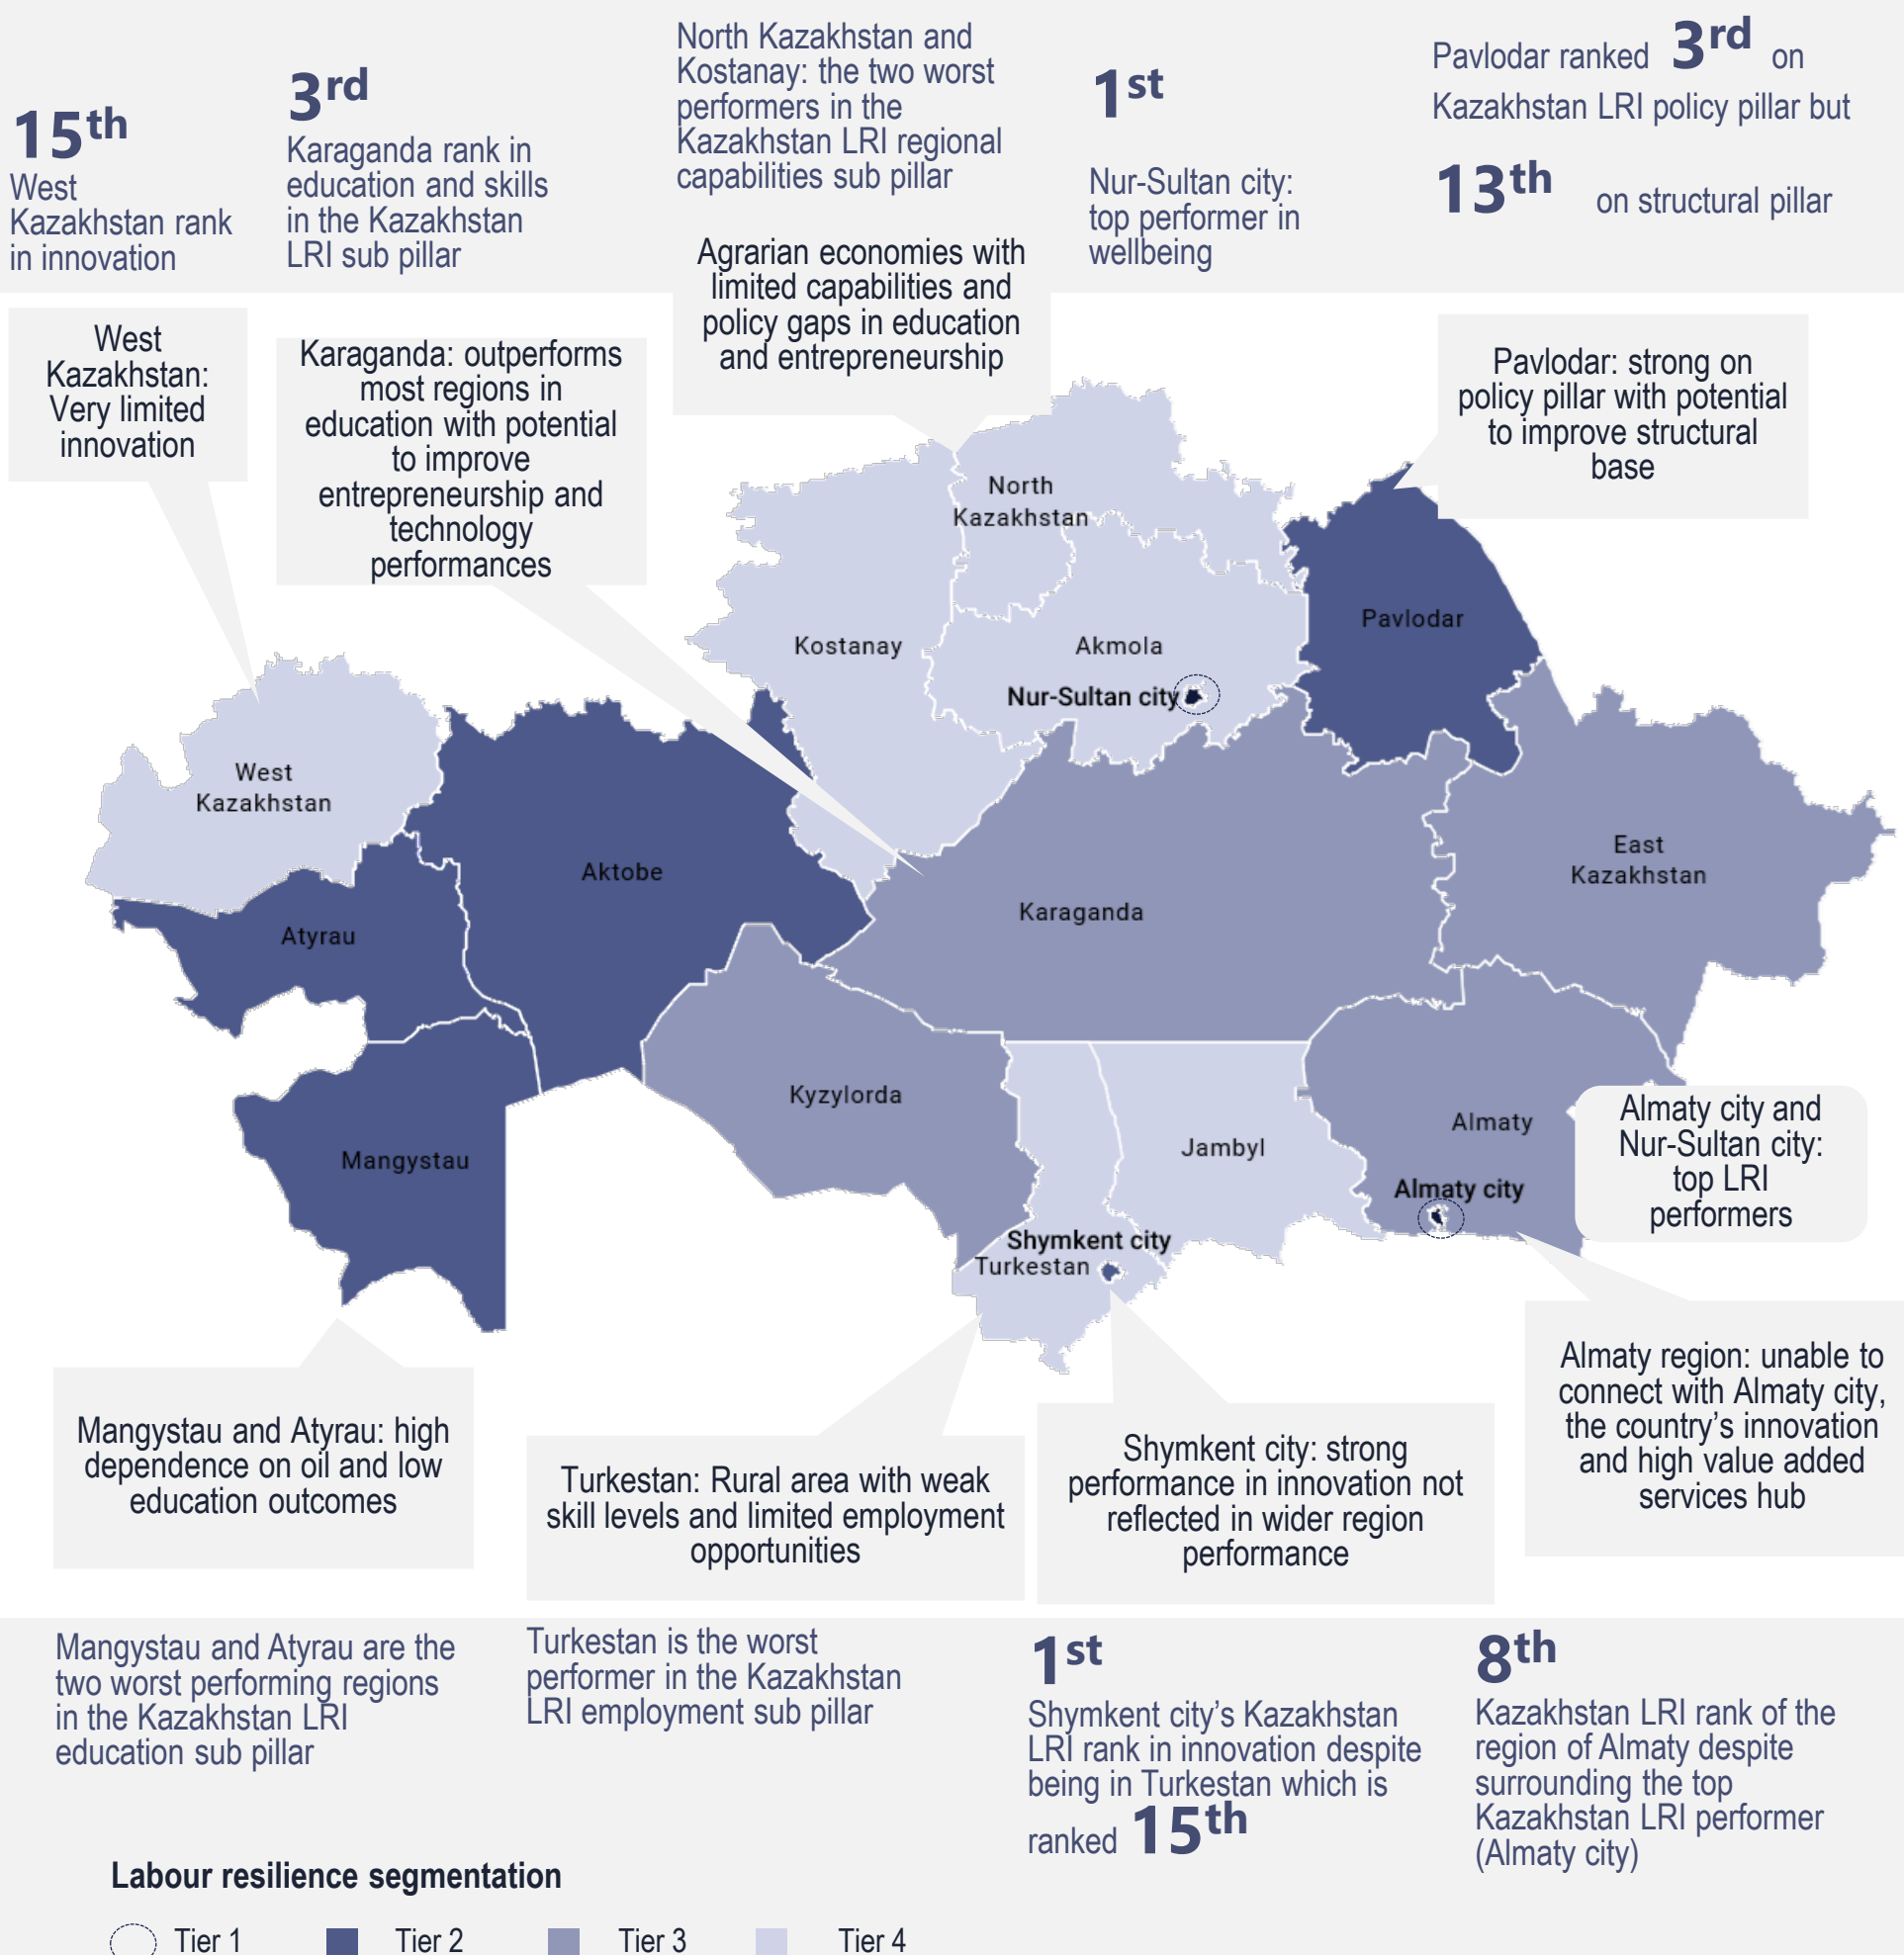 15th
West
Kazakhstan rank
in innovation
3rd
Karaganda rank in
education and skills
in the Kazakhstan
LRI sub pillar
North Kazakhstan and
Kostanay: the two worst
performers in the
Kazakhstan LRI regional
capabilities sub pillar
1st
Nur-Sultan city:
top performer in
wellbeing
Pavlodar ranked 3rd on
Kazakhstan LRI policy pillar but
13th on structural pillar
West
Kazakhstan:
Very limited
innovation
Karaganda: outperforms
most regions in
education with potential
to improve
entrepreneurship and
technology
performances
Agrarian economies with
limited capabilities and
policy gaps in education
and entrepreneurship
Pavlodar: strong on
policy pillar with potential
to improve structural
base
North
Kazakhstan
Kostanay
Akmola
Nur-Sultan city
Pavlodar
West
Kazakhstan
Aktobe
Atyrau
Karaganda
East
Kazakhstan
Mangystau
Kyzylorda
Jambyl
Almaty
Almaty city
Shymkent city
Turkestan
Almaty city and
Nur-Sultan city:
top LRI
performers
Mangystau and Atyrau: high
dependence on oil and low
education outcomes
Turkestan: Rural area with weak
skill levels and limited employment
opportunities
Shymkent city: strong
performance in innovation not
reflected in wider region
performance
Almaty region: unable to
connect with Almaty city,
the country’s innovation
and high value added
services hub
Mangystau and Atyrau are the
two worst performing regions
in the Kazakhstan LRI
education sub pillar
Turkestan is the worst
performer in the Kazakhstan
LRI employment sub pillar
1st
Shymkent city’s Kazakhstan
LRI rank in innovation despite
being in Turkestan which is
ranked 15th
8th
Kazakhstan LRI rank of the
region of Almaty despite
surrounding the top
Kazakhstan LRI performer
(Almaty city)
Labour resilience segmentation
Tier 1
Tier 2
Tier 3
Tier 4